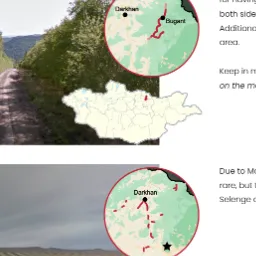 Darkhan
Bugant
both side
Additiona
area.
Keep in m
on the m
Due to Mo
rare, but
Selenge
Darkhan